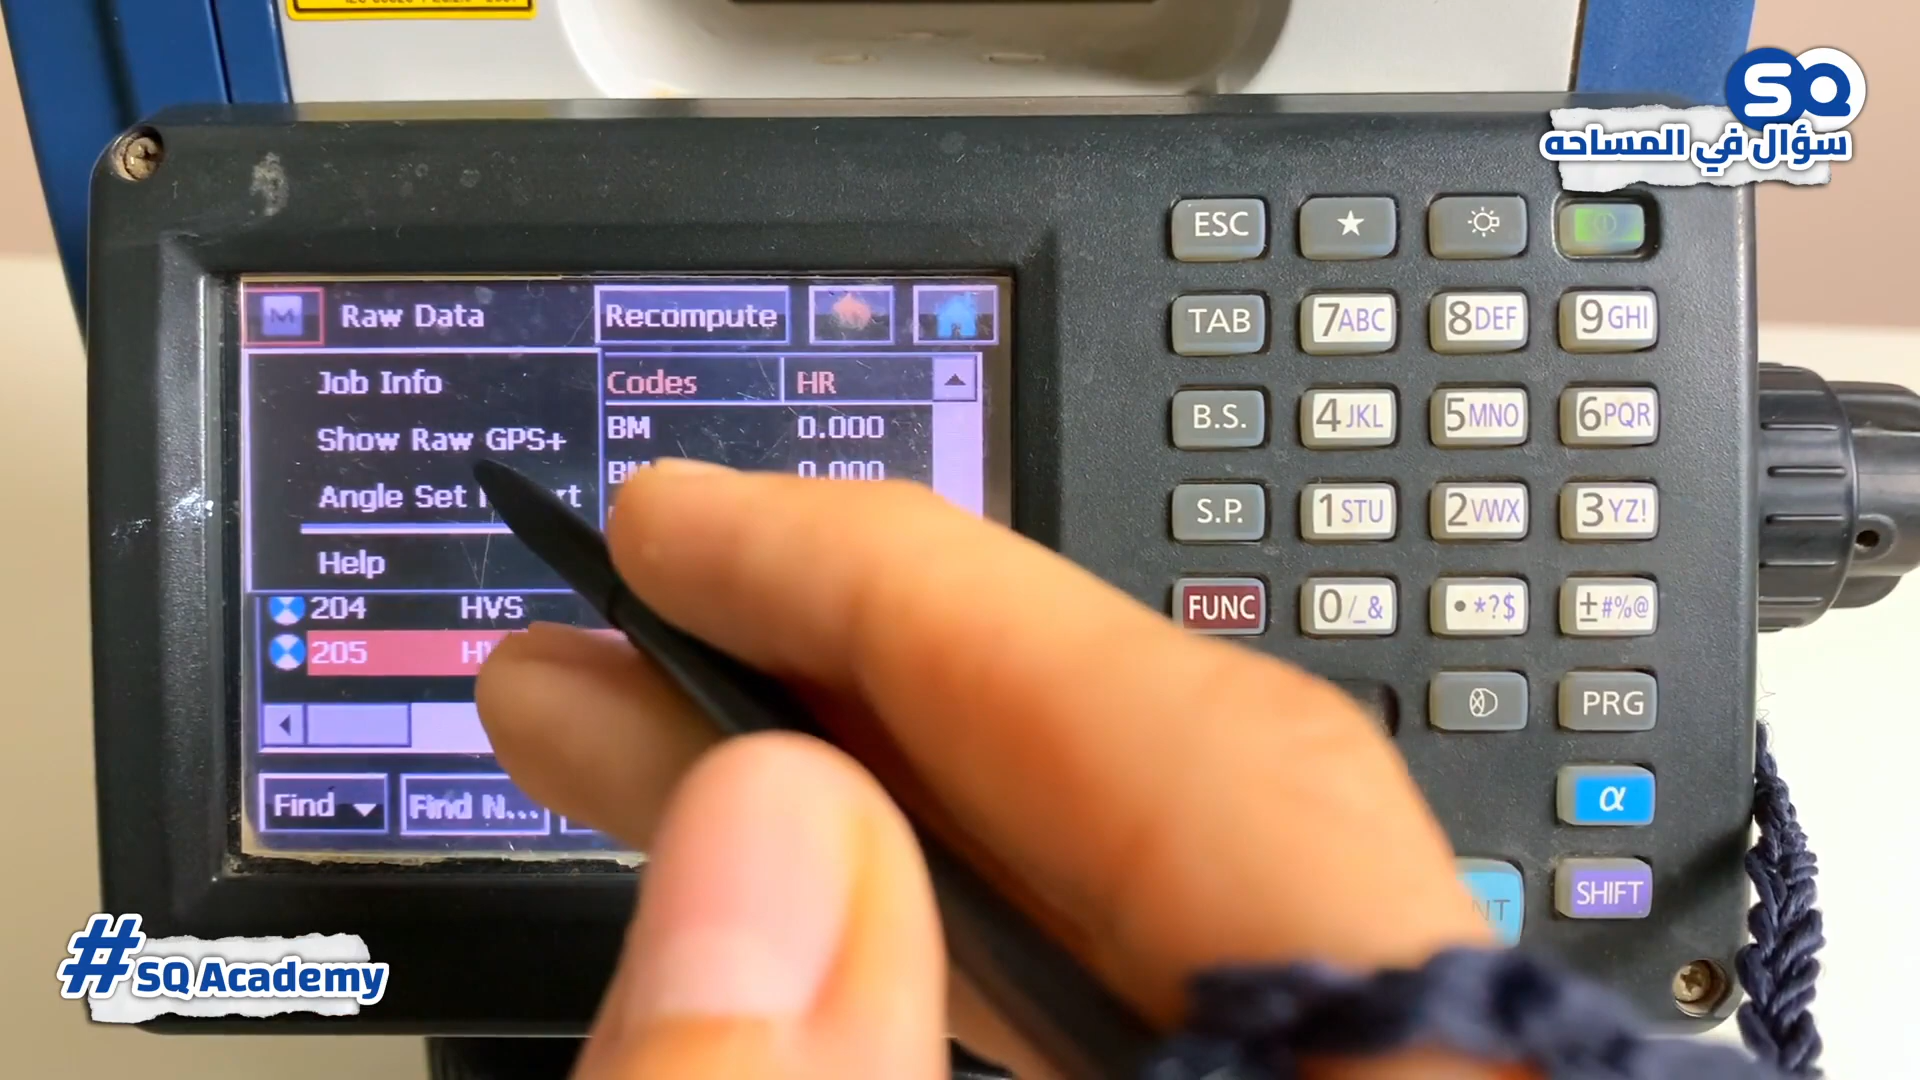 SQ
سؤال في المساحه
ESC
TAB
7ABC
8DEF
9GHI
B.S.
4JKL
5MNO
6PQR
S.P.
1STU
2VWX
3YZ!
FUNC
0/_&
•*?$
±#%@
PRG
α
SHIFT
M
Raw Data
Recompute
Job Info
Show Raw GPS+
Angle Set
Help
Codes
HR
BM
0.000
0.000
204
HVS
205
Find
Find N...
#SQ Academy